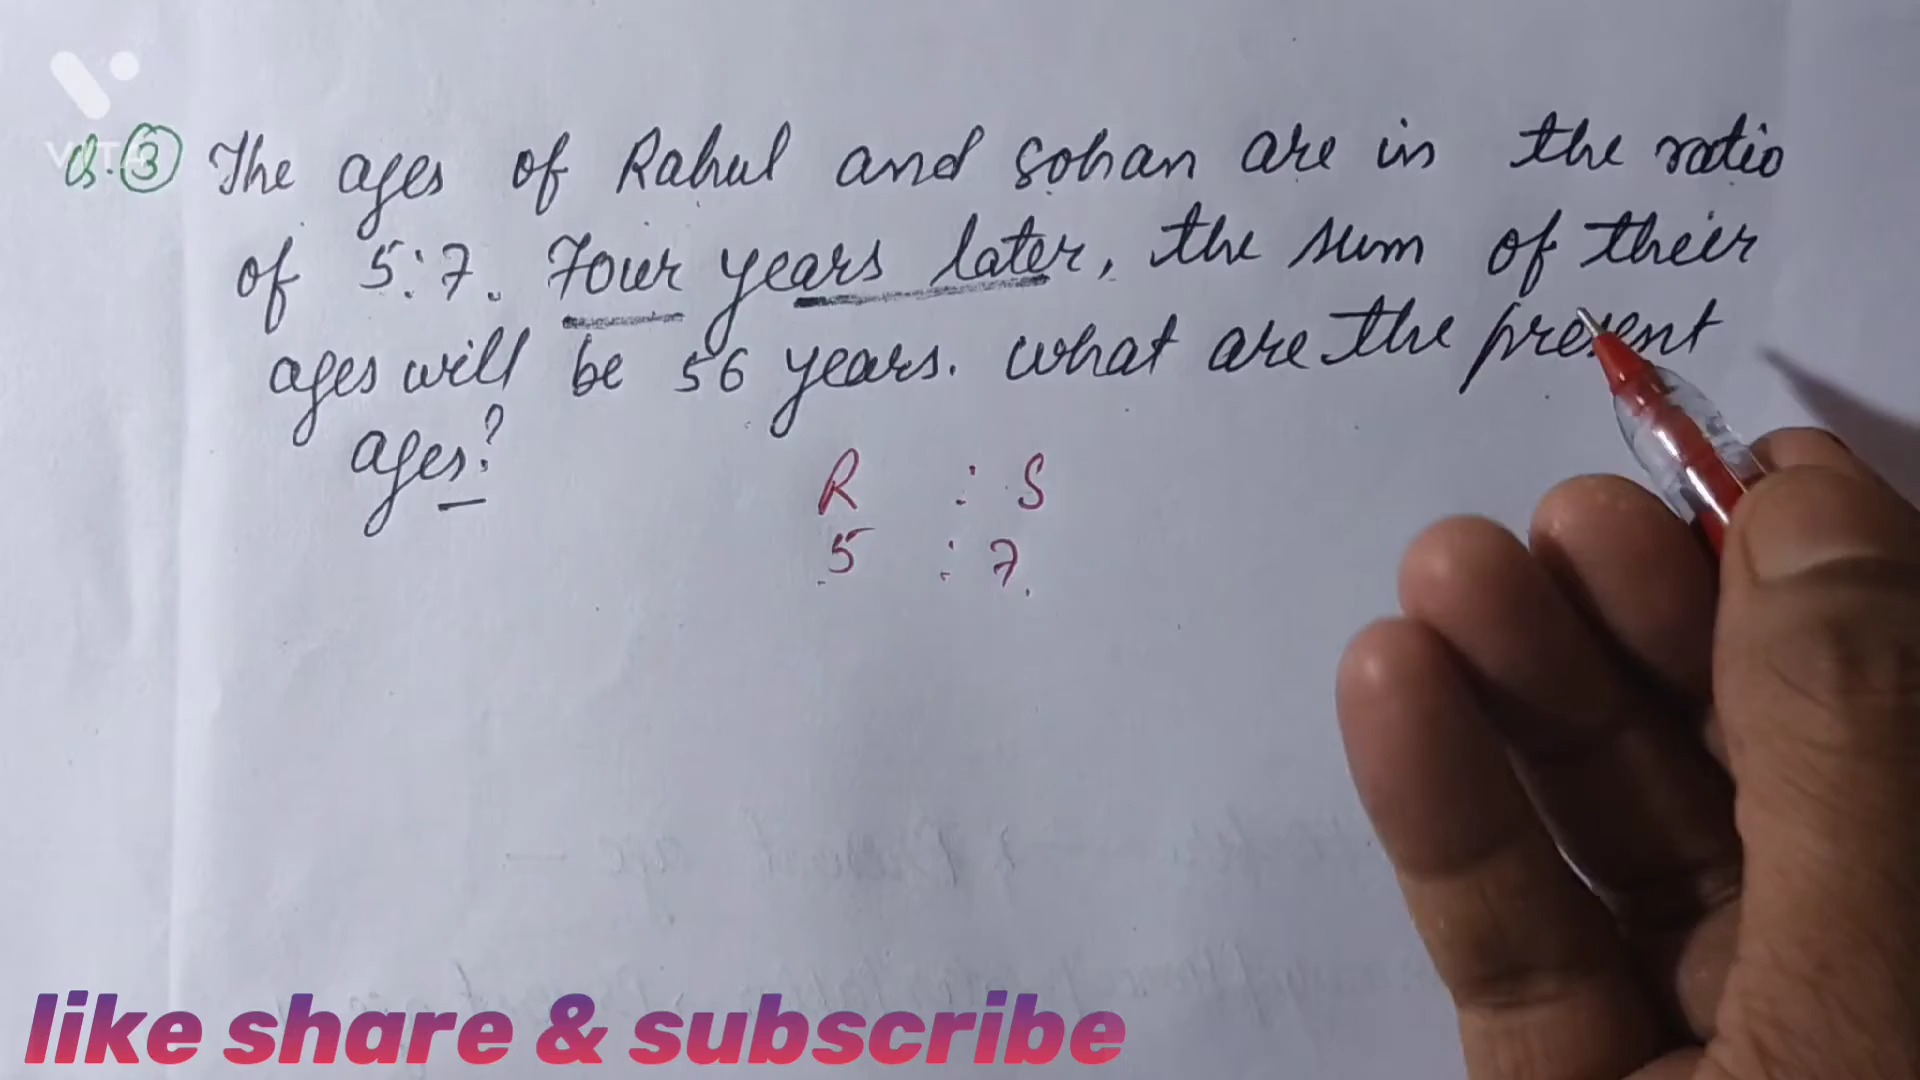 VITA
Q.③ The ages of Rahul and Sohan are in the ratio
of 5:7. Four years later, the sum of their
ages will be 56 years. what are the present
ages?
R : S
5 : 7
like share & subscribe